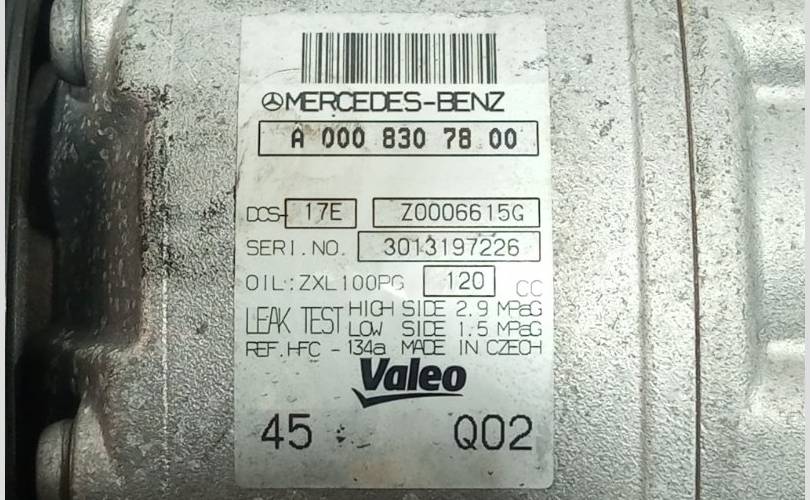 MERCEDES-BENZ
A 000 830 78 00
DCS- 17E Z0006615G
SERI.NO. 3013197226
OIL:ZXL100PG 120 CC
LEAK TEST HIGH SIDE 2.9 MPaG
LOW SIDE 1.5 MPaG
REF.HFC - 134a MADE IN CZECH
Valeo
45 Q02